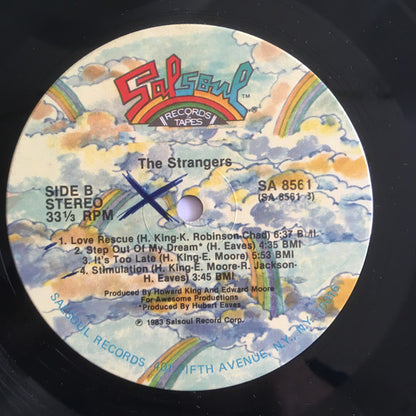 Salsoul TM
RECORDS ®
TAPES
The Strangers
SIDE B
STEREO
33⅓ RPM
SA 8561
(SA-8561-3)
1. Love Rescue (H. King-K. Robinson-Chad) 6:37 BMI
2. Step Out Of My Dream* (H. Eaves) 4:35 BMI
3. It's Too Late (H. King-E. Moore) 5:53 BMI
4. Stimulation (H. King-E. Moore-R. Jackson-
H. Eaves) 3:45 BMI
Produced by Howard King and Edward Moore
For Awesome Productions
*Produced by Hubert Eaves
℗ 1983 Salsoul Record Corp.
SALSOUL RECORDS, 401 FIFTH AVENUE, N.Y., N.Y.